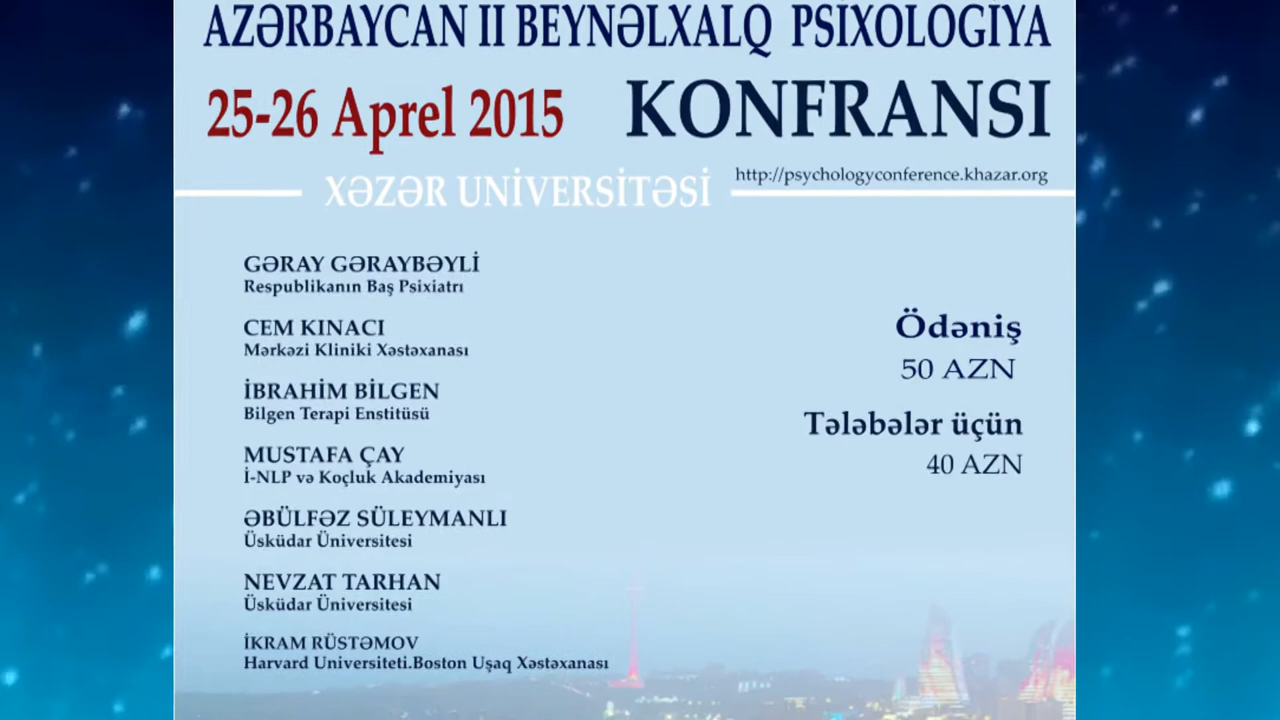 AZƏRBAYCAN II BEYNƏLXALQ PSIXOLOGIYA
25-26 Aprel 2015 KONFRANSI
http://psychologyconference.khazar.org
XƏZƏR UNİVERSİTƏSİ
GƏRAY GƏRAYBƏYLİ
Respublikanın Baş Psixiatrı
CEM KINACI
Mərkəzi Kliniki Xəstəxanası
İBRAHİM BİLGEN
Bilgen Terapi Enstitüsü
MUSTAFA ÇAY
İ-NLP və Koçluk Akademiyası
ƏBÜLFƏZ SÜLEYMANLI
Üsküdar Üniversitesi
NEVZAT TARHAN
Üsküdar Üniversitesi
İKRAM RÜSTƏMOV
Harvard Universiteti.Boston Uşaq Xəstəxanası
Ödəniş
50 AZN
Tələbələr üçün
40 AZN